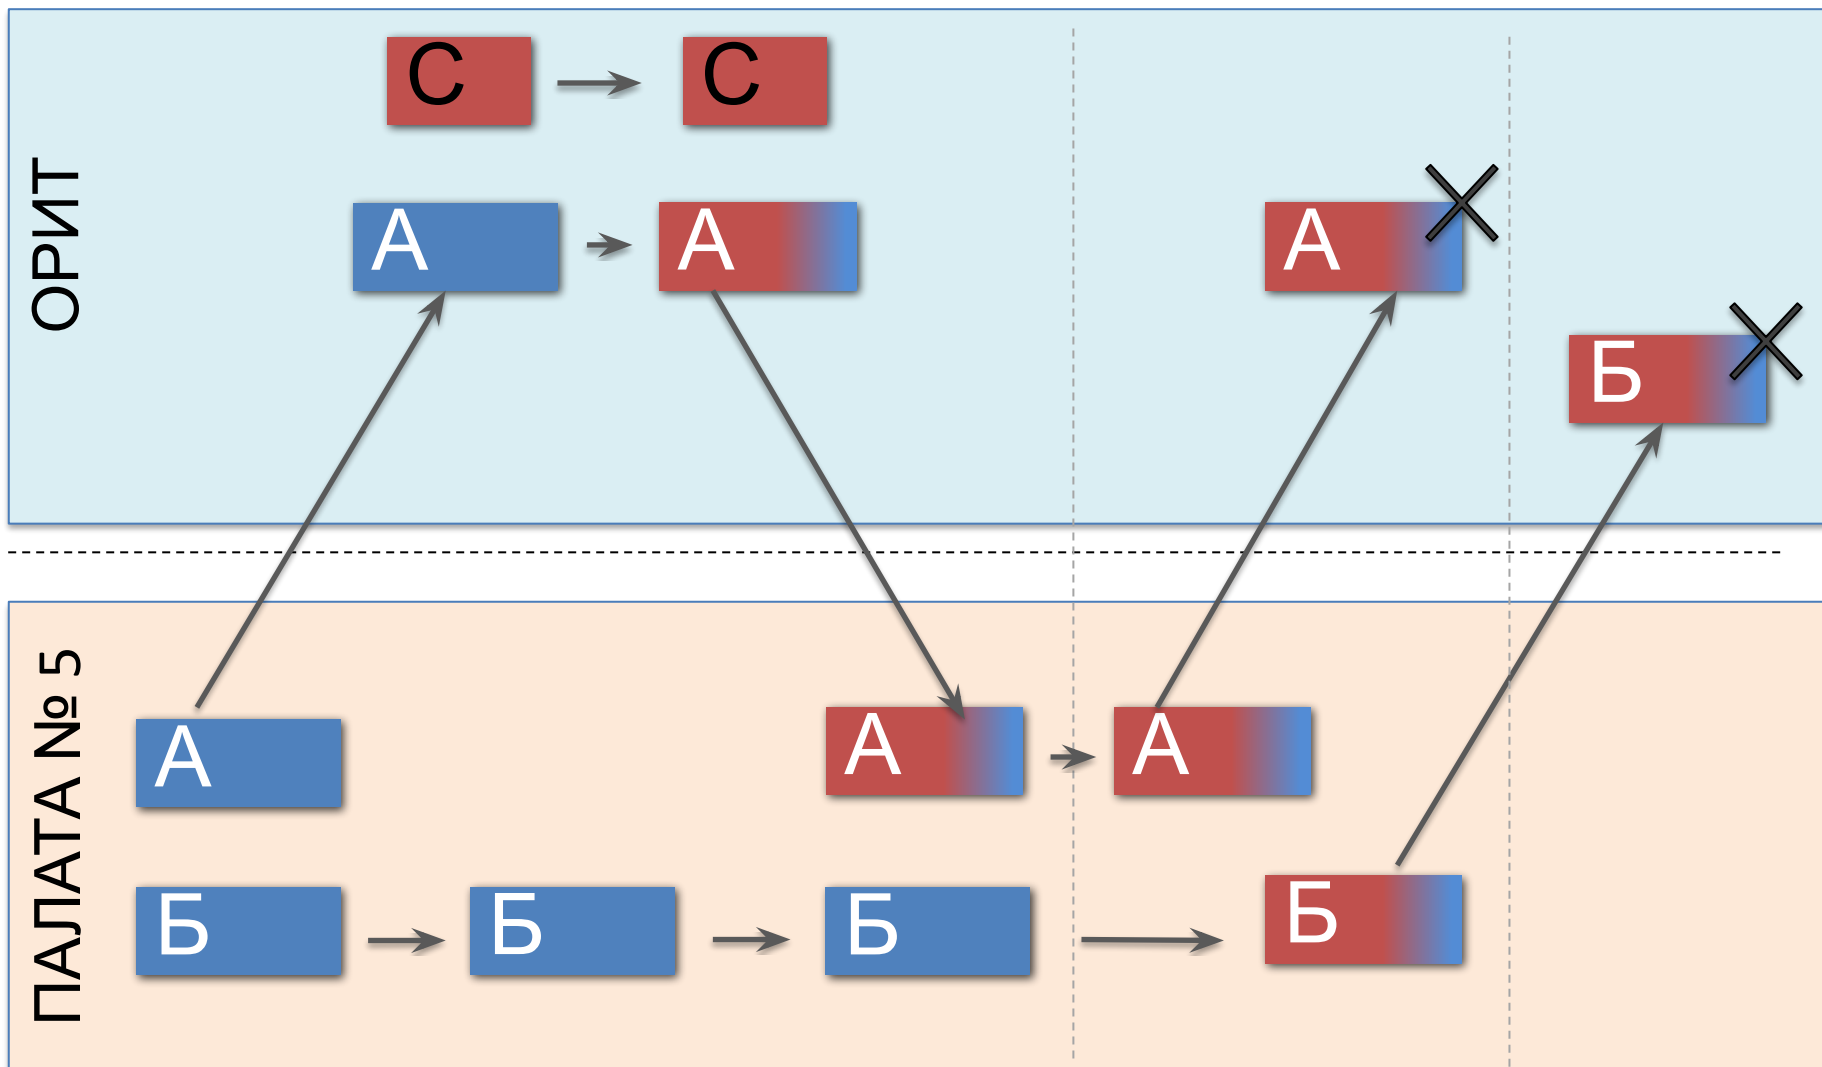 ОРИТ
С С
А А А
Б
ПАЛАТА № 5
А А А
Б Б Б Б